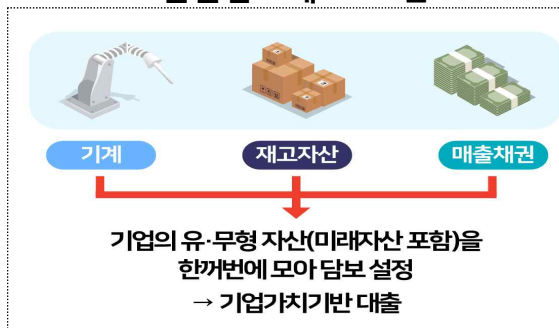 기계
재고자산
매출채권
기업의 유·무형 자산(미래자산 포함)을
한꺼번에 모아 담보 설정
→ 기업가치기반 대출